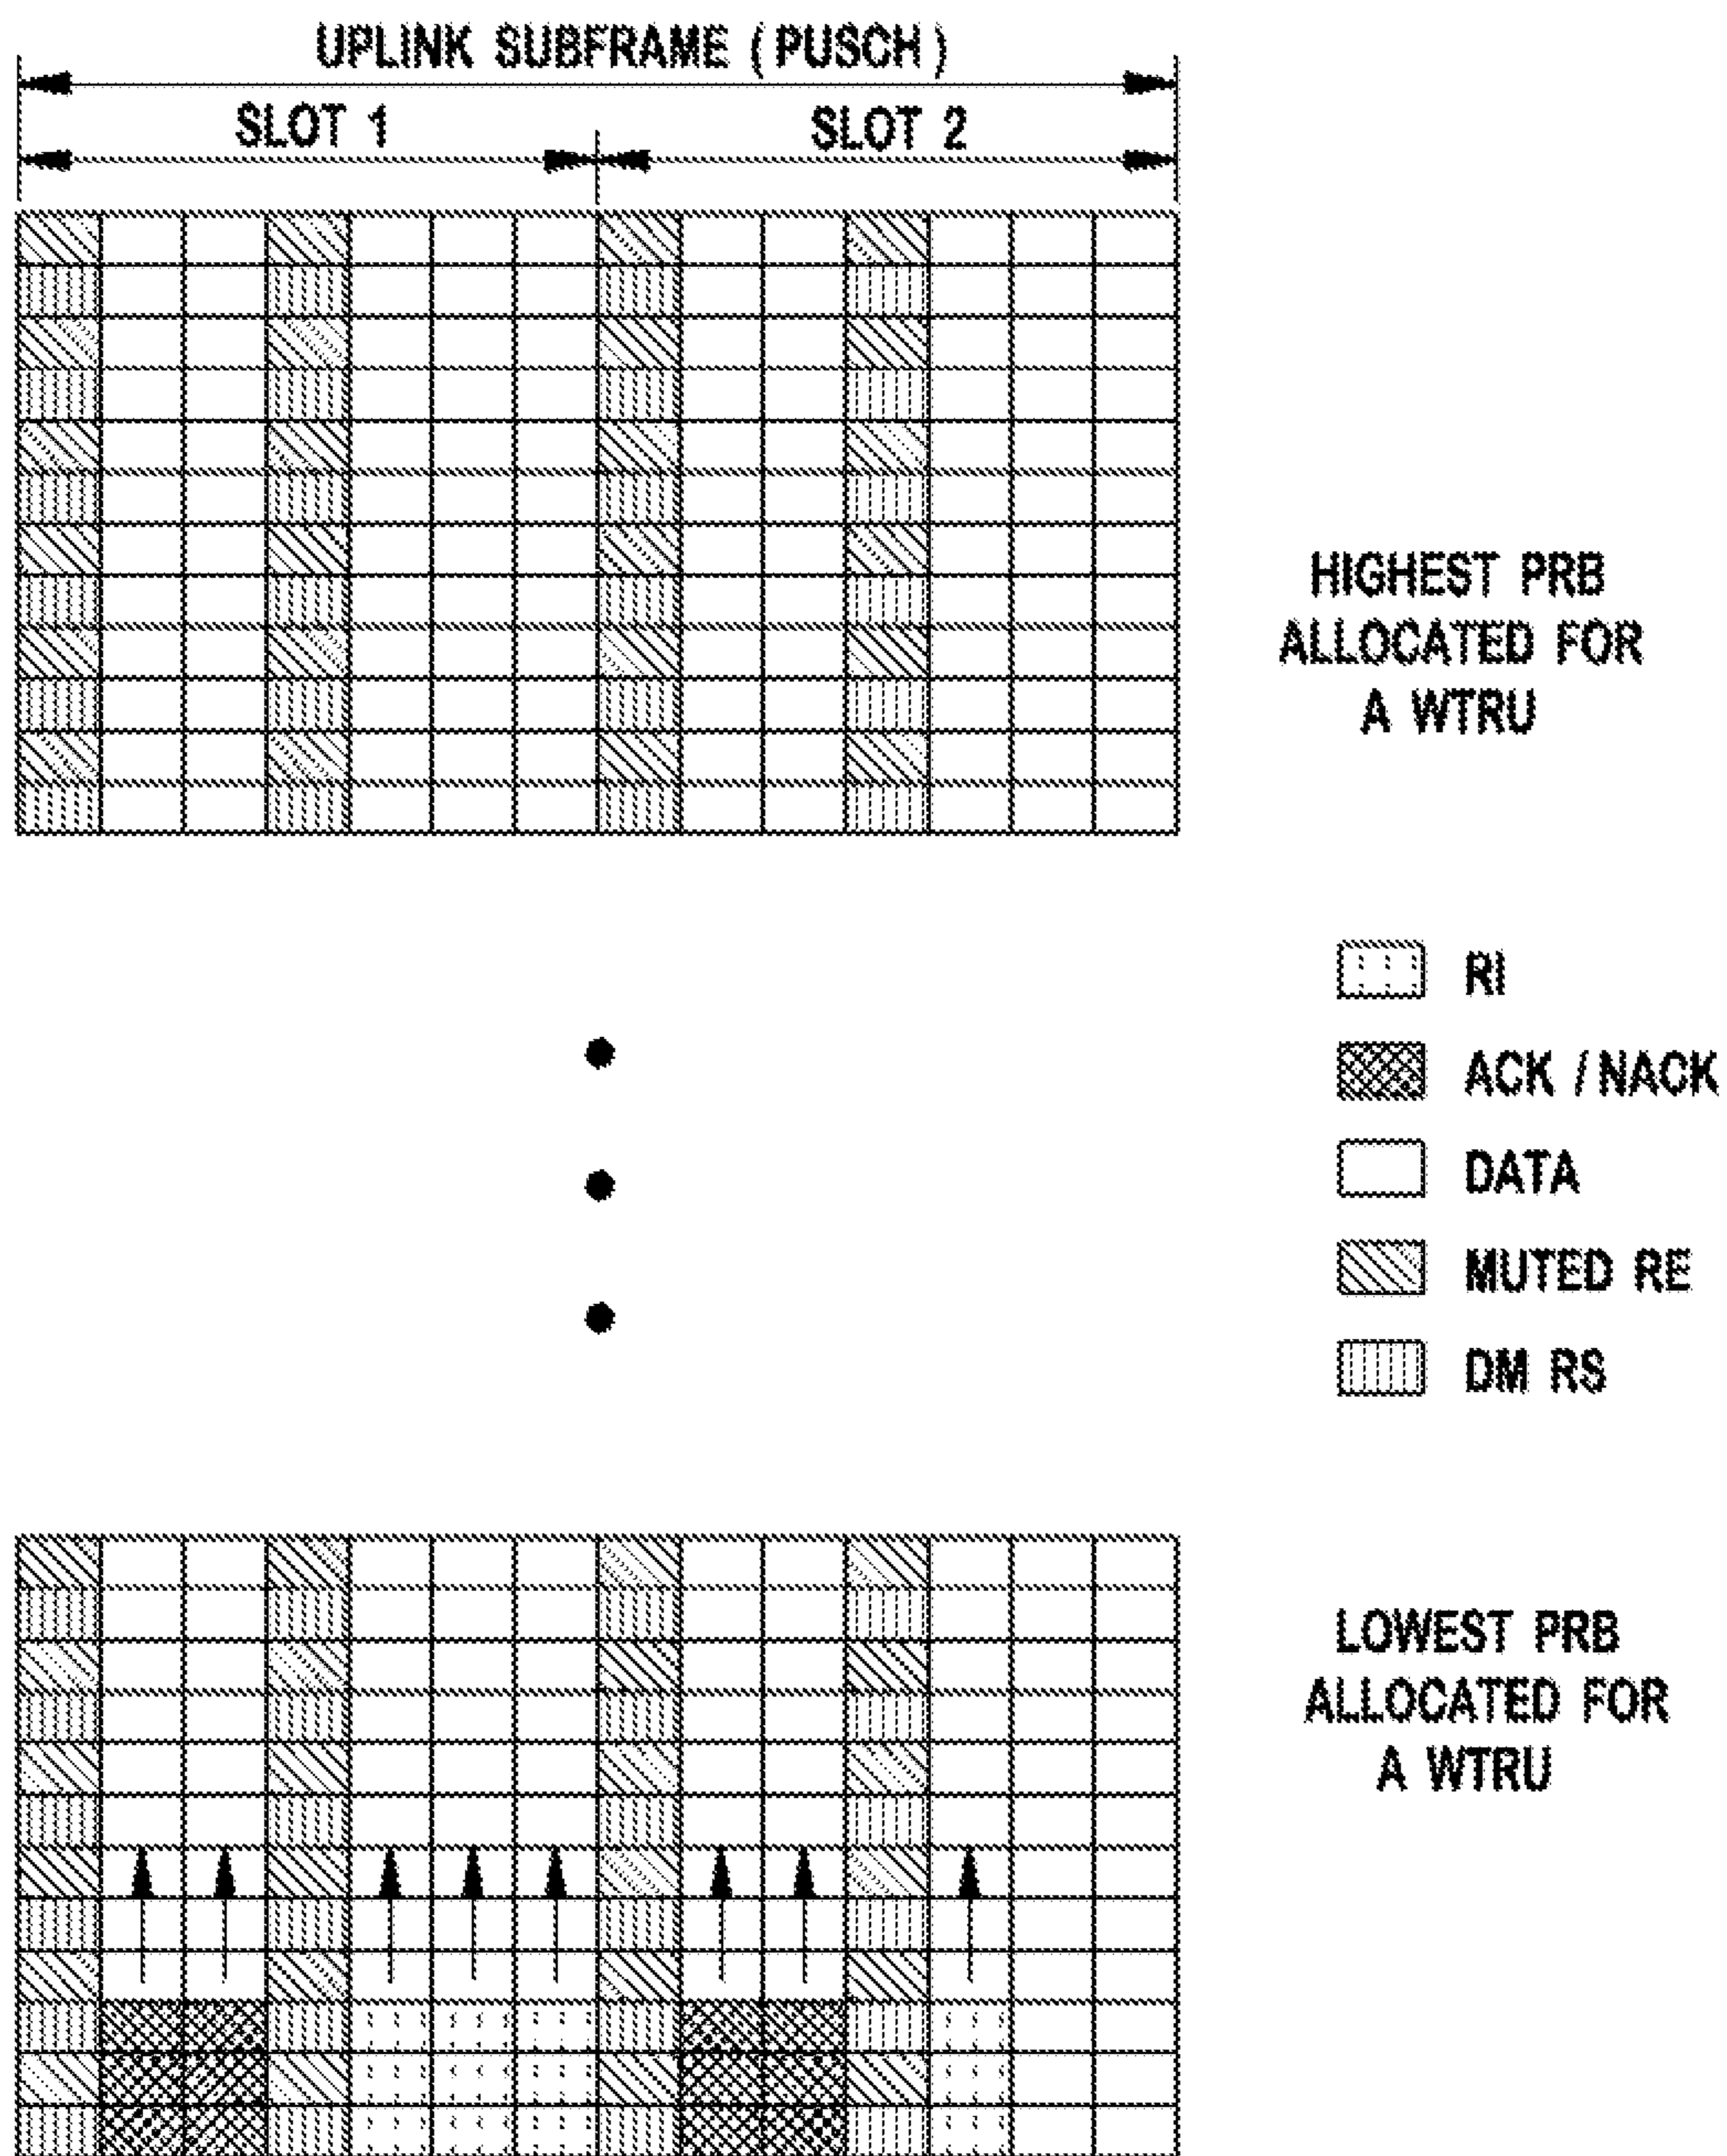 UPLINK SUBFRAME (PUSCH)
SLOT 1
SLOT 2
HIGHEST PRB
ALLOCATED FOR
A WTRU
RI
ACK / NACK
DATA
MUTED RE
DM RS
LOWEST PRB
ALLOCATED FOR
A WTRU